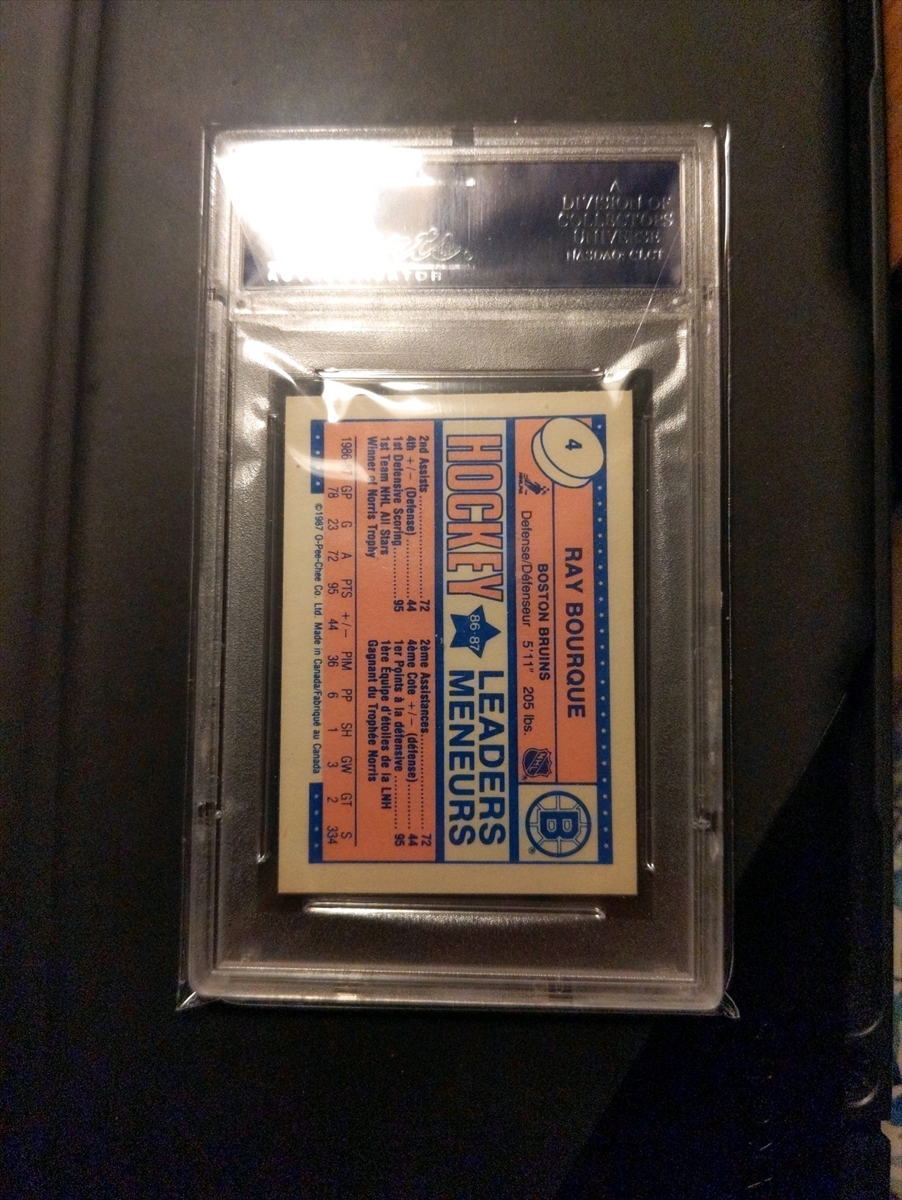 A
DIVISION OF
COLLECTORS
UNIVERSE
NASDAQ: CLCT
4
RAY BOURQUE
BOSTON BRUINS
Defense/Défenseur 5'11" 205 lbs.
NHL
B
HOCKEY 86-87 LEADERS
MENEURS
2nd Assists.............72
4th +/– (Defense)............44
1st Defensive Scoring........95
1st Team NHL All Stars
Winner of Norris Trophy
2ème Assistances.............72
4ème Cote +/– (défense)............44
1er Points à la défensive............95
1ère Équipe d'étoiles de la LNH
Gagnant du Trophée Norris
GP G A PTS +/– PIM PP SH GW GT S
78 23 72 95 44 36 6 1 3 2 334
©1987 O-Pee-Chee Co. Ltd. Made in Canada/Fabriqué au Canada